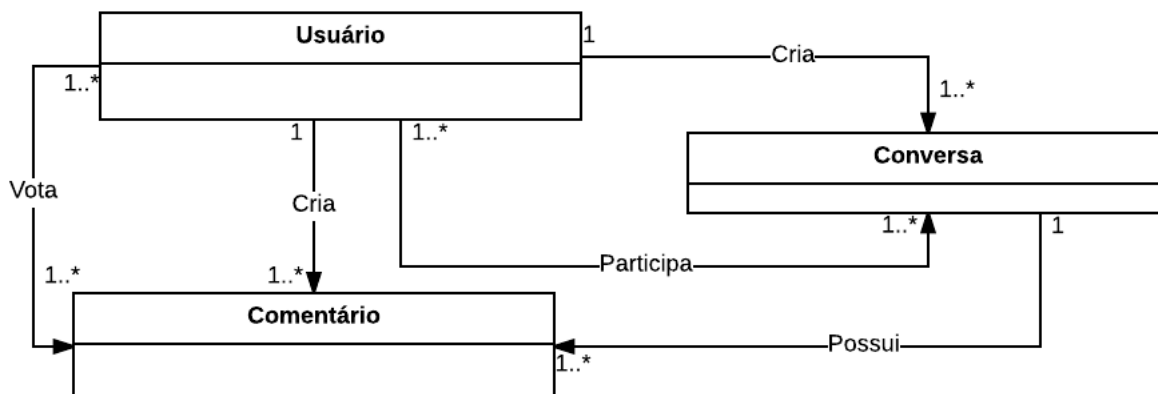 Usuário
1
Cria
1..*
1..*
1
1..*
Conversa
Vota
Cria
1..*
1
Participa
1..*
1..*
Comentário
Possui
1..*